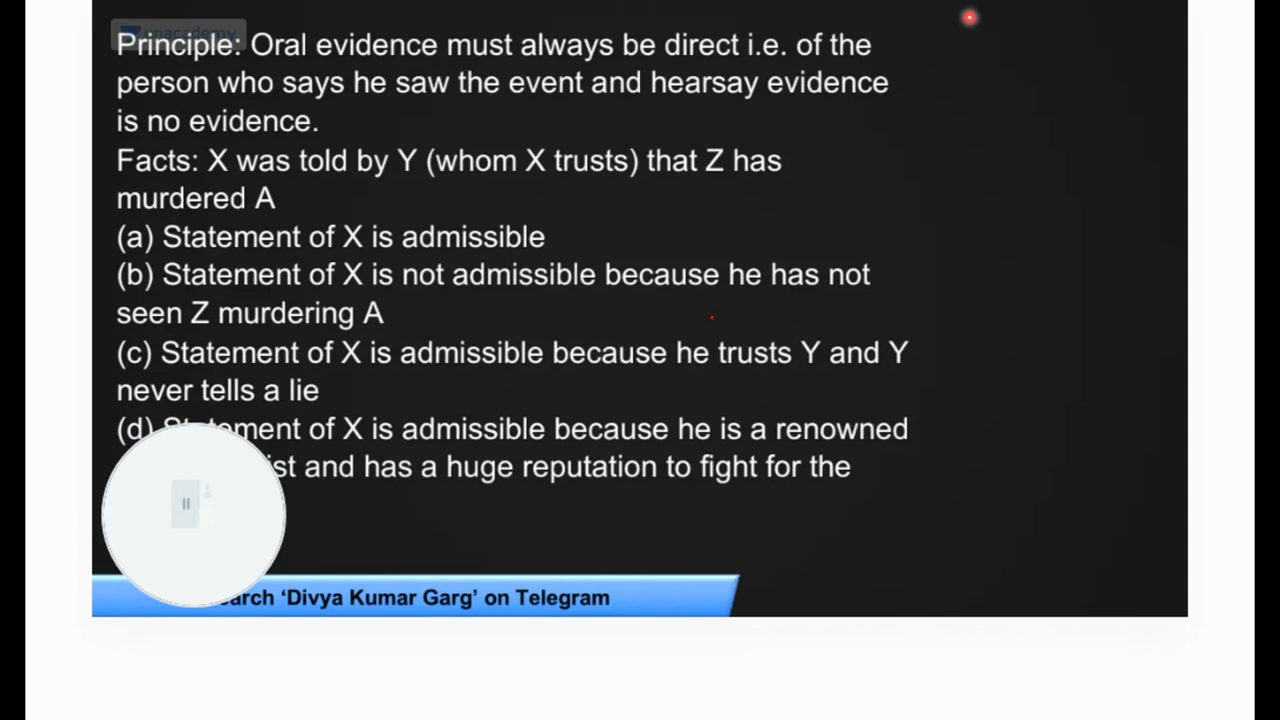 Principle: Oral evidence must always be direct i.e. of the
person who says he saw the event and hearsay evidence
is no evidence.
Facts: X was told by Y (whom X trusts) that Z has
murdered A
(a) Statement of X is admissible
(b) Statement of X is not admissible because he has not
seen Z murdering A
(c) Statement of X is admissible because he trusts Y and Y
never tells a lie
(d) Statement of X is admissible because he is a renowned
and has a huge reputation to fight for the
‘Divya Kumar Garg’ on Telegram